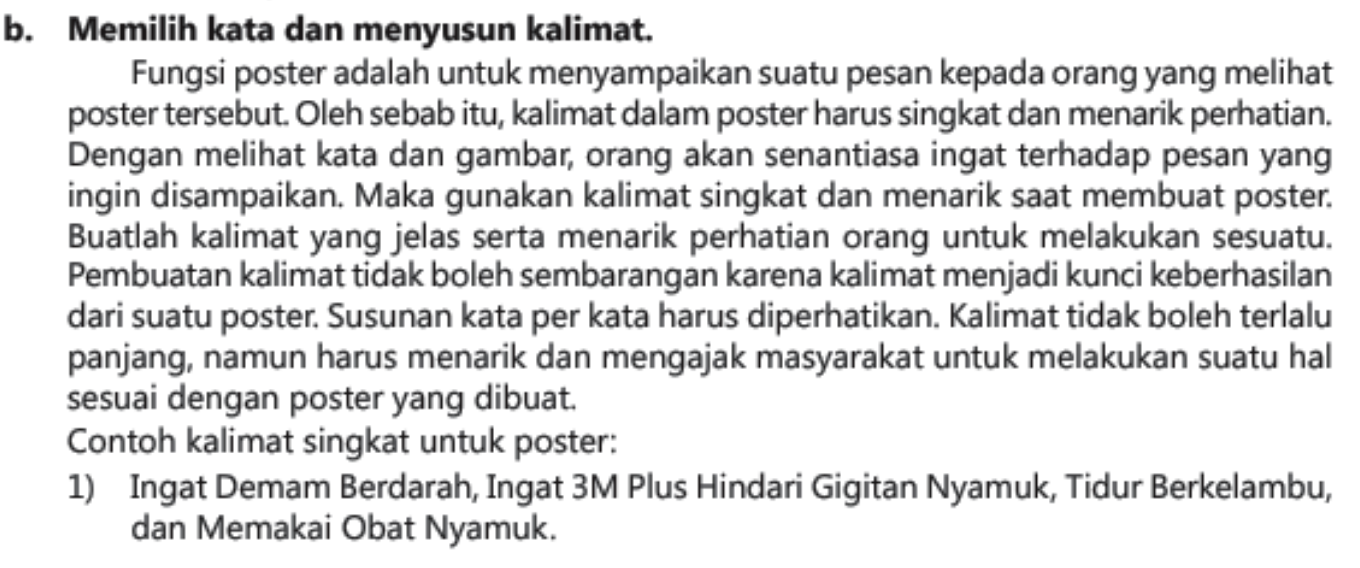 b. Memilih kata dan menyusun kalimat.
Fungsi poster adalah untuk menyampaikan suatu pesan kepada orang yang melihat
poster tersebut. Oleh sebab itu, kalimat dalam poster harus singkat dan menarik perhatian.
Dengan melihat kata dan gambar, orang akan senantiasa ingat terhadap pesan yang
ingin disampaikan. Maka gunakan kalimat singkat dan menarik saat membuat poster.
Buatlah kalimat yang jelas serta menarik perhatian orang untuk melakukan sesuatu.
Pembuatan kalimat tidak boleh sembarangan karena kalimat menjadi kunci keberhasilan
dari suatu poster. Susunan kata per kata harus diperhatikan. Kalimat tidak boleh terlalu
panjang, namun harus menarik dan mengajak masyarakat untuk melakukan suatu hal
sesuai dengan poster yang dibuat.
Contoh kalimat singkat untuk poster:
1) Ingat Demam Berdarah, Ingat 3M Plus Hindari Gigitan Nyamuk, Tidur Berkelambu,
dan Memakai Obat Nyamuk.